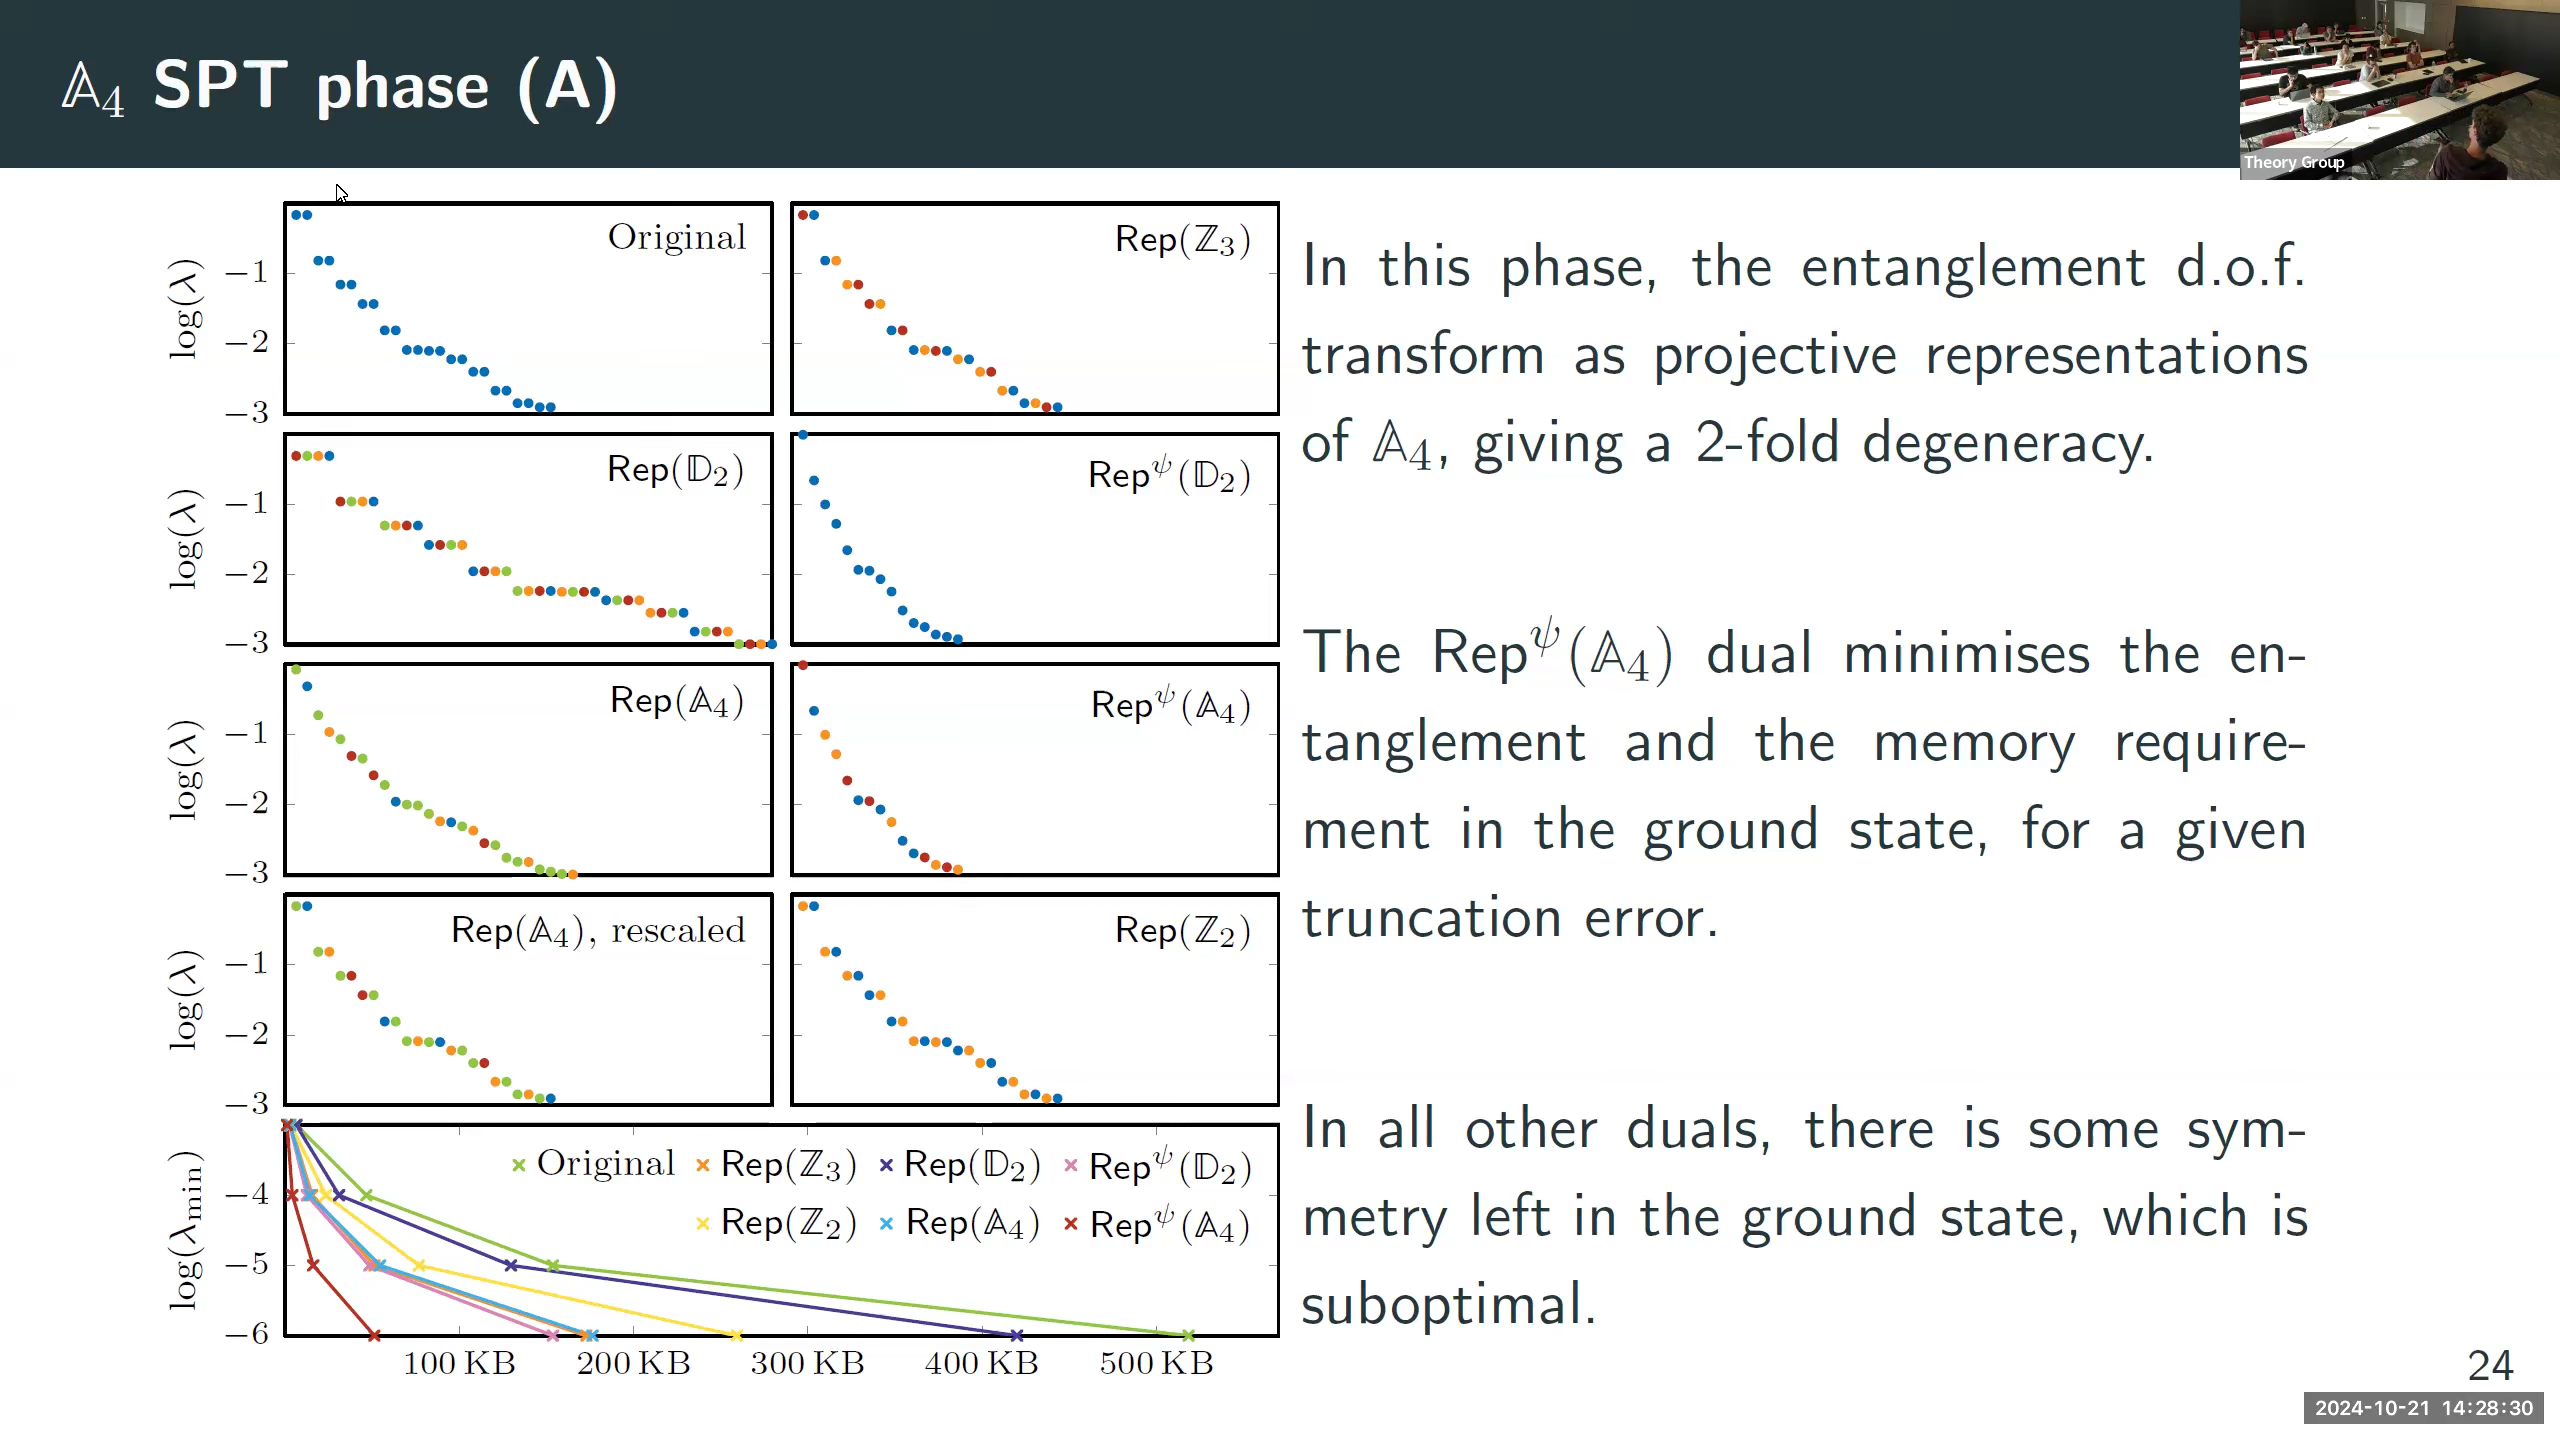 𝔸₄ SPT phase (A)
Theory Group
Original
Rep(ℤ₃)
log(λ)
−1
−2
−3
Rep(𝔻₂)
Rep^ψ(𝔻₂)
log(λ)
−1
−2
−3
Rep(𝔸₄)
Rep^ψ(𝔸₄)
log(λ)
−1
−2
−3
Rep(𝔸₄), rescaled
Rep(ℤ₂)
log(λ)
−1
−2
−3
Original Rep(ℤ₃) Rep(𝔻₂) Rep^ψ(𝔻₂)
Rep(ℤ₂) Rep(𝔸₄) Rep^ψ(𝔸₄)
log(λ_min)
−4
−5
−6
100 KB 200 KB 300 KB 400 KB 500 KB
In this phase, the entanglement d.o.f.
transform as projective representations
of 𝔸₄, giving a 2-fold degeneracy.
The Rep^ψ(𝔸₄) dual minimises the en-
tanglement and the memory require-
ment in the ground state, for a given
truncation error.
In all other duals, there is some sym-
metry left in the ground state, which is
suboptimal.
24
2024-10-21 14:28:30